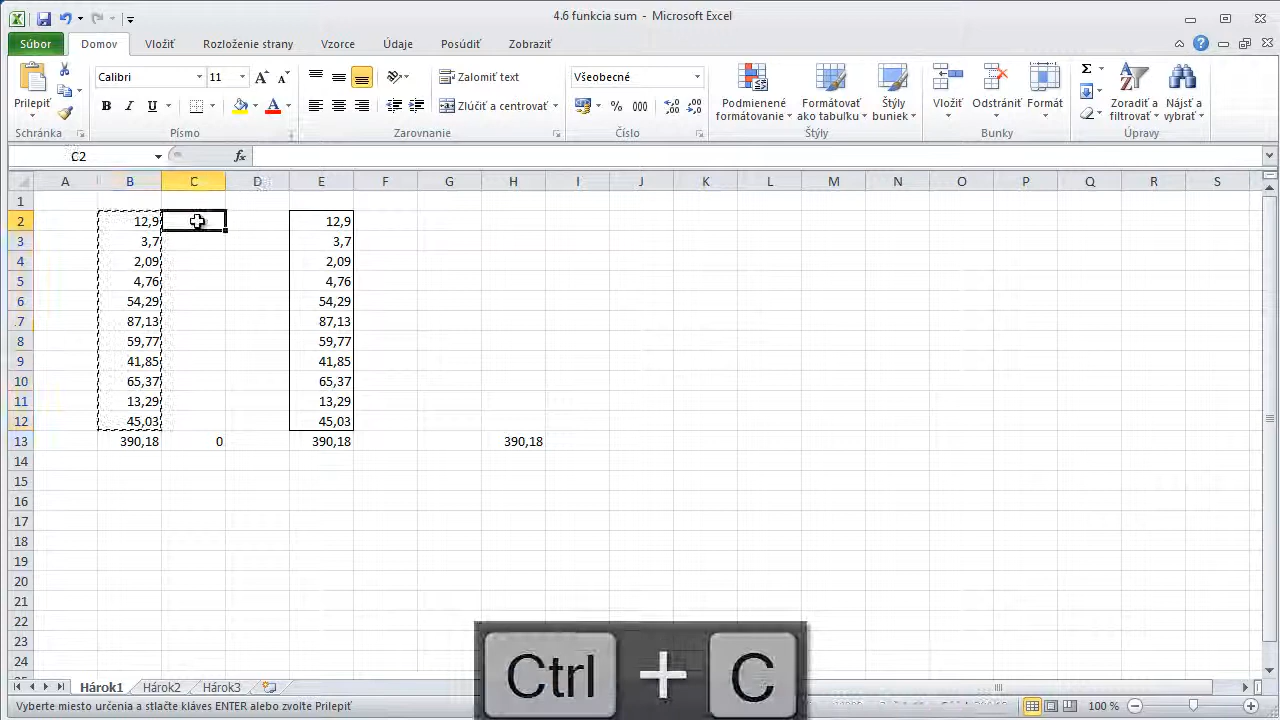 4.6 funkcia sum - Microsoft Excel
Súbor Domov Vložiť Rozloženie strany Vzorce Údaje Posúdiť Zobraziť
Prilepiť
Calibri 11
B I U A
Zalomiť text
Zlúčiť a centrovať
Všeobecné
% 000
Podmienené formátovanie
Formátovať ako tabuľku
Štýly buniek
Vložiť Odstrániť Formát
Σ
Zoradiť a filtrovať
Nájsť a vybrať
Schránka Písmo Zarovnanie Číslo Štýly Bunky Úpravy
C2 fx
A B C D E F G H I J K L M N O P Q R S
1
2 12,9 12,9
3 3,7 3,7
4 2,09 2,09
5 4,76 4,76
6 54,29 54,29
7 87,13 87,13
8 59,77 59,77
9 41,85 41,85
10 65,37 65,37
11 13,29 13,29
12 45,03 45,03
13 390,18 0 390,18 390,18
14
15
16
17
18
19
20
21
22
23
24
Ctrl + C
Hárok1 Hárok2 Hárok3
Vyberte miesto určenia a stlačte kláves ENTER alebo zvoľte Prilepiť
100 %